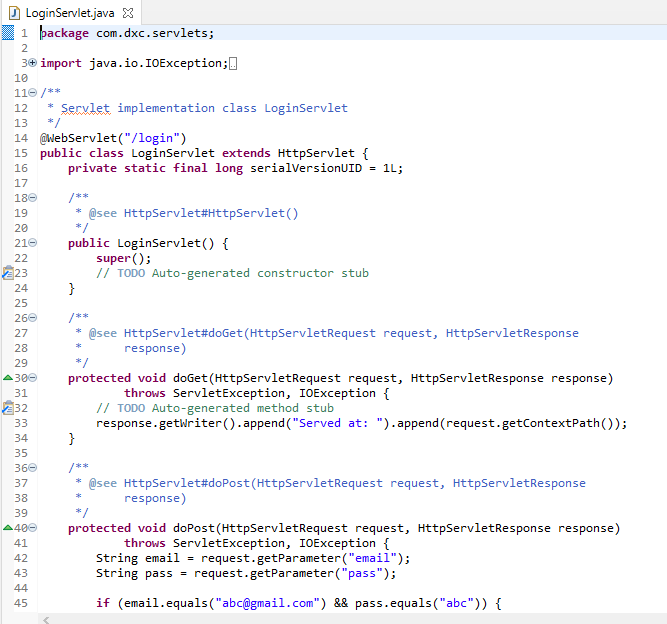 LoginServlet.java
1 package com.dxc.servlets;
2
3 import java.io.IOException;
10
11 /**
12  * Servlet implementation class LoginServlet
13  */
14 @WebServlet("/login")
15 public class LoginServlet extends HttpServlet {
16     private static final long serialVersionUID = 1L;
17
18     /**
19      * @see HttpServlet#HttpServlet()
20      */
21     public LoginServlet() {
22         super();
23         // TODO Auto-generated constructor stub
24     }
25
26     /**
27      * @see HttpServlet#doGet(HttpServletRequest request, HttpServletResponse
28      *      response)
29      */
30     protected void doGet(HttpServletRequest request, HttpServletResponse response)
31             throws ServletException, IOException {
32         // TODO Auto-generated method stub
33         response.getWriter().append("Served at: ").append(request.getContextPath());
34     }
35
36     /**
37      * @see HttpServlet#doPost(HttpServletRequest request, HttpServletResponse
38      *      response)
39      */
40     protected void doPost(HttpServletRequest request, HttpServletResponse response)
41             throws ServletException, IOException {
42         String email = request.getParameter("email");
43         String pass = request.getParameter("pass");
44
45         if (email.equals("abc@gmail.com") && pass.equals("abc")) {